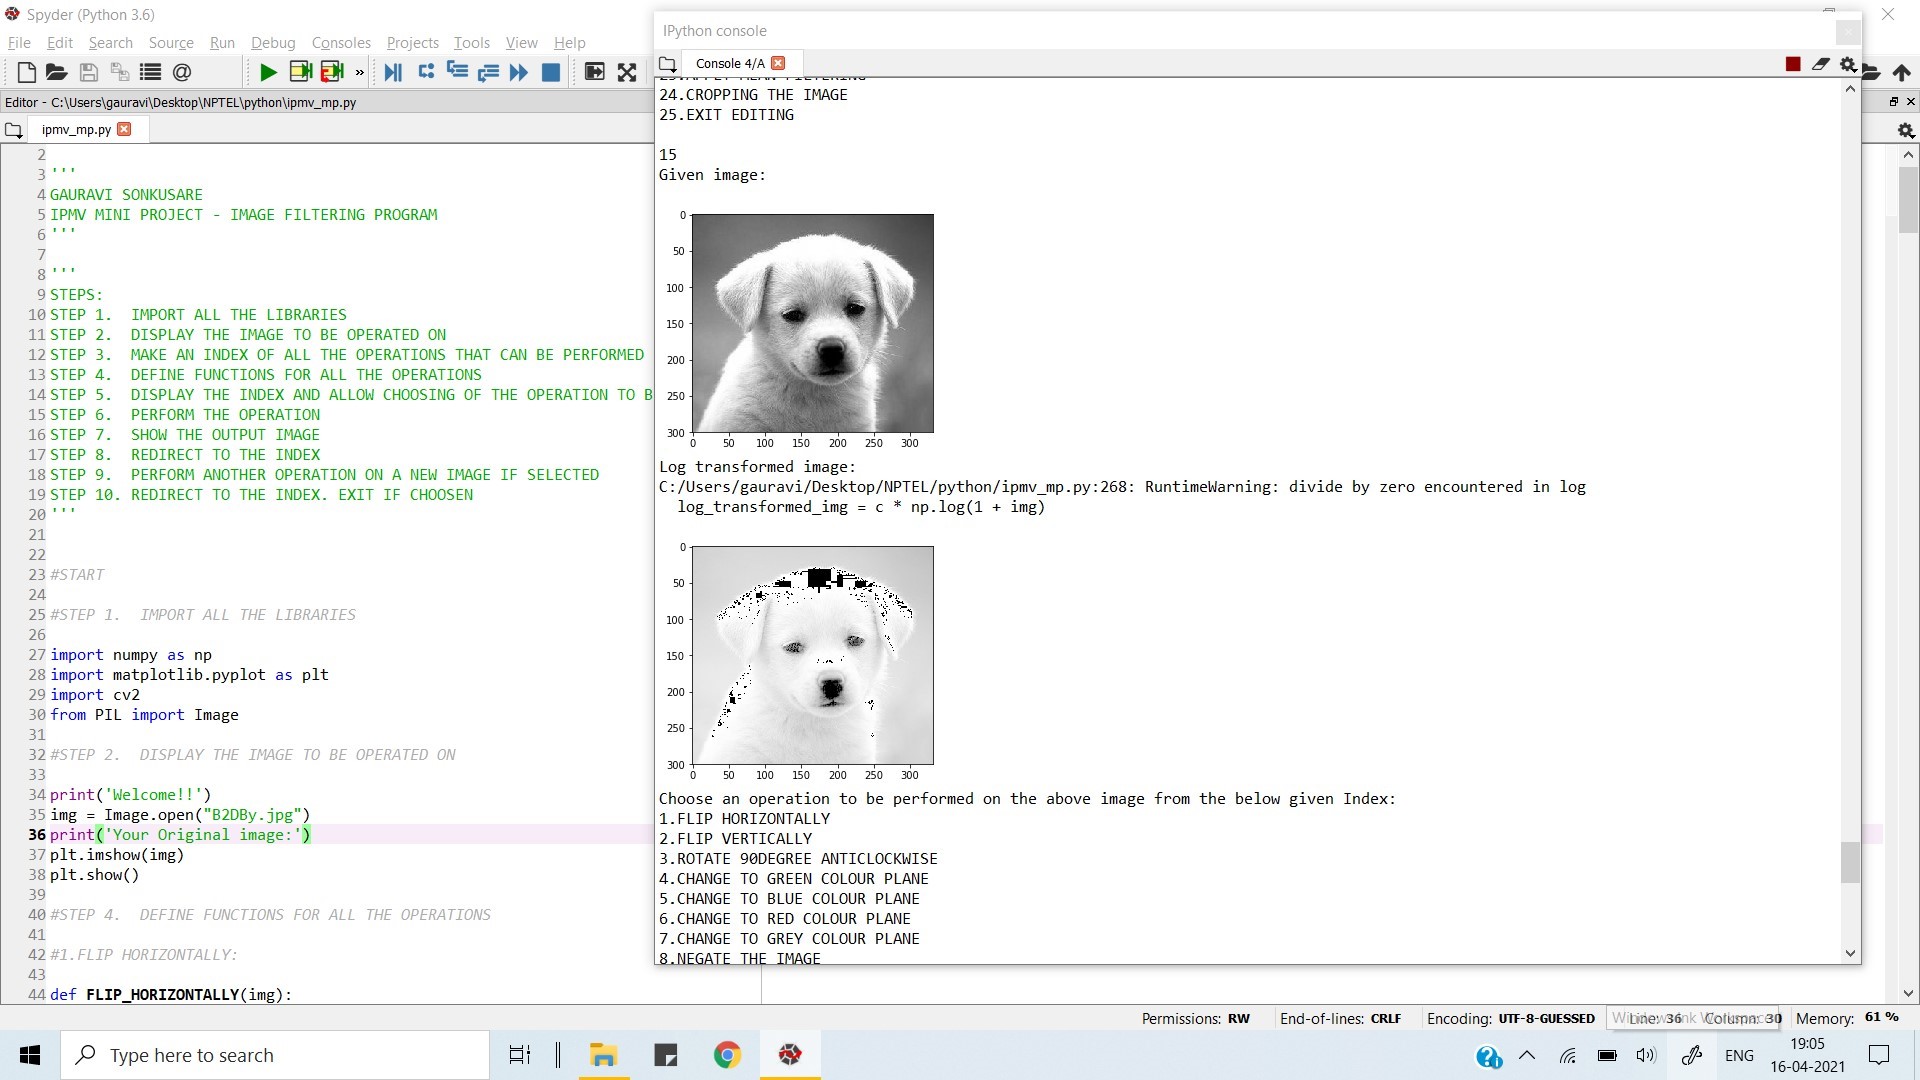 Spyder (Python 3.6)
File Edit Search Source Run Debug Consoles Projects Tools View Help
Editor - C:\Users\gauravi\Desktop\NPTEL\python\ipmv_mp.py
ipmv_mp.py
2
3 '''
4 GAURAVI SONKUSARE
5 IPMV MINI PROJECT - IMAGE FILTERING PROGRAM
6 '''
7
8 '''
9 STEPS:
10 STEP 1.  IMPORT ALL THE LIBRARIES
11 STEP 2.  DISPLAY THE IMAGE TO BE OPERATED ON
12 STEP 3.  MAKE AN INDEX OF ALL THE OPERATIONS THAT CAN BE PERFORMED
13 STEP 4.  DEFINE FUNCTIONS FOR ALL THE OPERATIONS
14 STEP 5.  DISPLAY THE INDEX AND ALLOW CHOOSING OF THE OPERATION TO B
15 STEP 6.  PERFORM THE OPERATION
16 STEP 7.  SHOW THE OUTPUT IMAGE
17 STEP 8.  REDIRECT TO THE INDEX
18 STEP 9.  PERFORM ANOTHER OPERATION ON A NEW IMAGE IF SELECTED
19 STEP 10. REDIRECT TO THE INDEX. EXIT IF CHOOSEN
20 '''
21
22
23 #START
24
25 #STEP 1.  IMPORT ALL THE LIBRARIES
26
27 import numpy as np
28 import matplotlib.pyplot as plt
29 import cv2
30 from PIL import Image
31
32 #STEP 2.  DISPLAY THE IMAGE TO BE OPERATED ON
33
34 print('Welcome!!')
35 img = Image.open("B2DBy.jpg")
36 print('Your Original image:')
37 plt.imshow(img)
38 plt.show()
39
40 #STEP 4.  DEFINE FUNCTIONS FOR ALL THE OPERATIONS
41
42 #1.FLIP HORIZONTALLY:
43
44 def FLIP_HORIZONTALLY(img):
IPython console
Console 4/A
23.APPLY MEAN FILTERING
24.CROPPING THE IMAGE
25.EXIT EDITING
15
Given image:
0
50
100
150
200
250
300
0 50 100 150 200 250 300
Log transformed image:
C:/Users/gauravi/Desktop/NPTEL/python/ipmv_mp.py:268: RuntimeWarning: divide by zero encountered in log
log_transformed_img = c * np.log(1 + img)
0
50
100
150
200
250
300
0 50 100 150 200 250 300
Choose an operation to be performed on the above image from the below given Index:
1.FLIP HORIZONTALLY
2.FLIP VERTICALLY
3.ROTATE 90DEGREE ANTICLOCKWISE
4.CHANGE TO GREEN COLOUR PLANE
5.CHANGE TO BLUE COLOUR PLANE
6.CHANGE TO RED COLOUR PLANE
7.CHANGE TO GREY COLOUR PLANE
8.NEGATE THE IMAGE
Permissions: RW End-of-lines: CRLF Encoding: UTF-8-GUESSED Line: 36 Column: 30 Memory: 61 %
Type here to search
ENG
19:05
16-04-2021